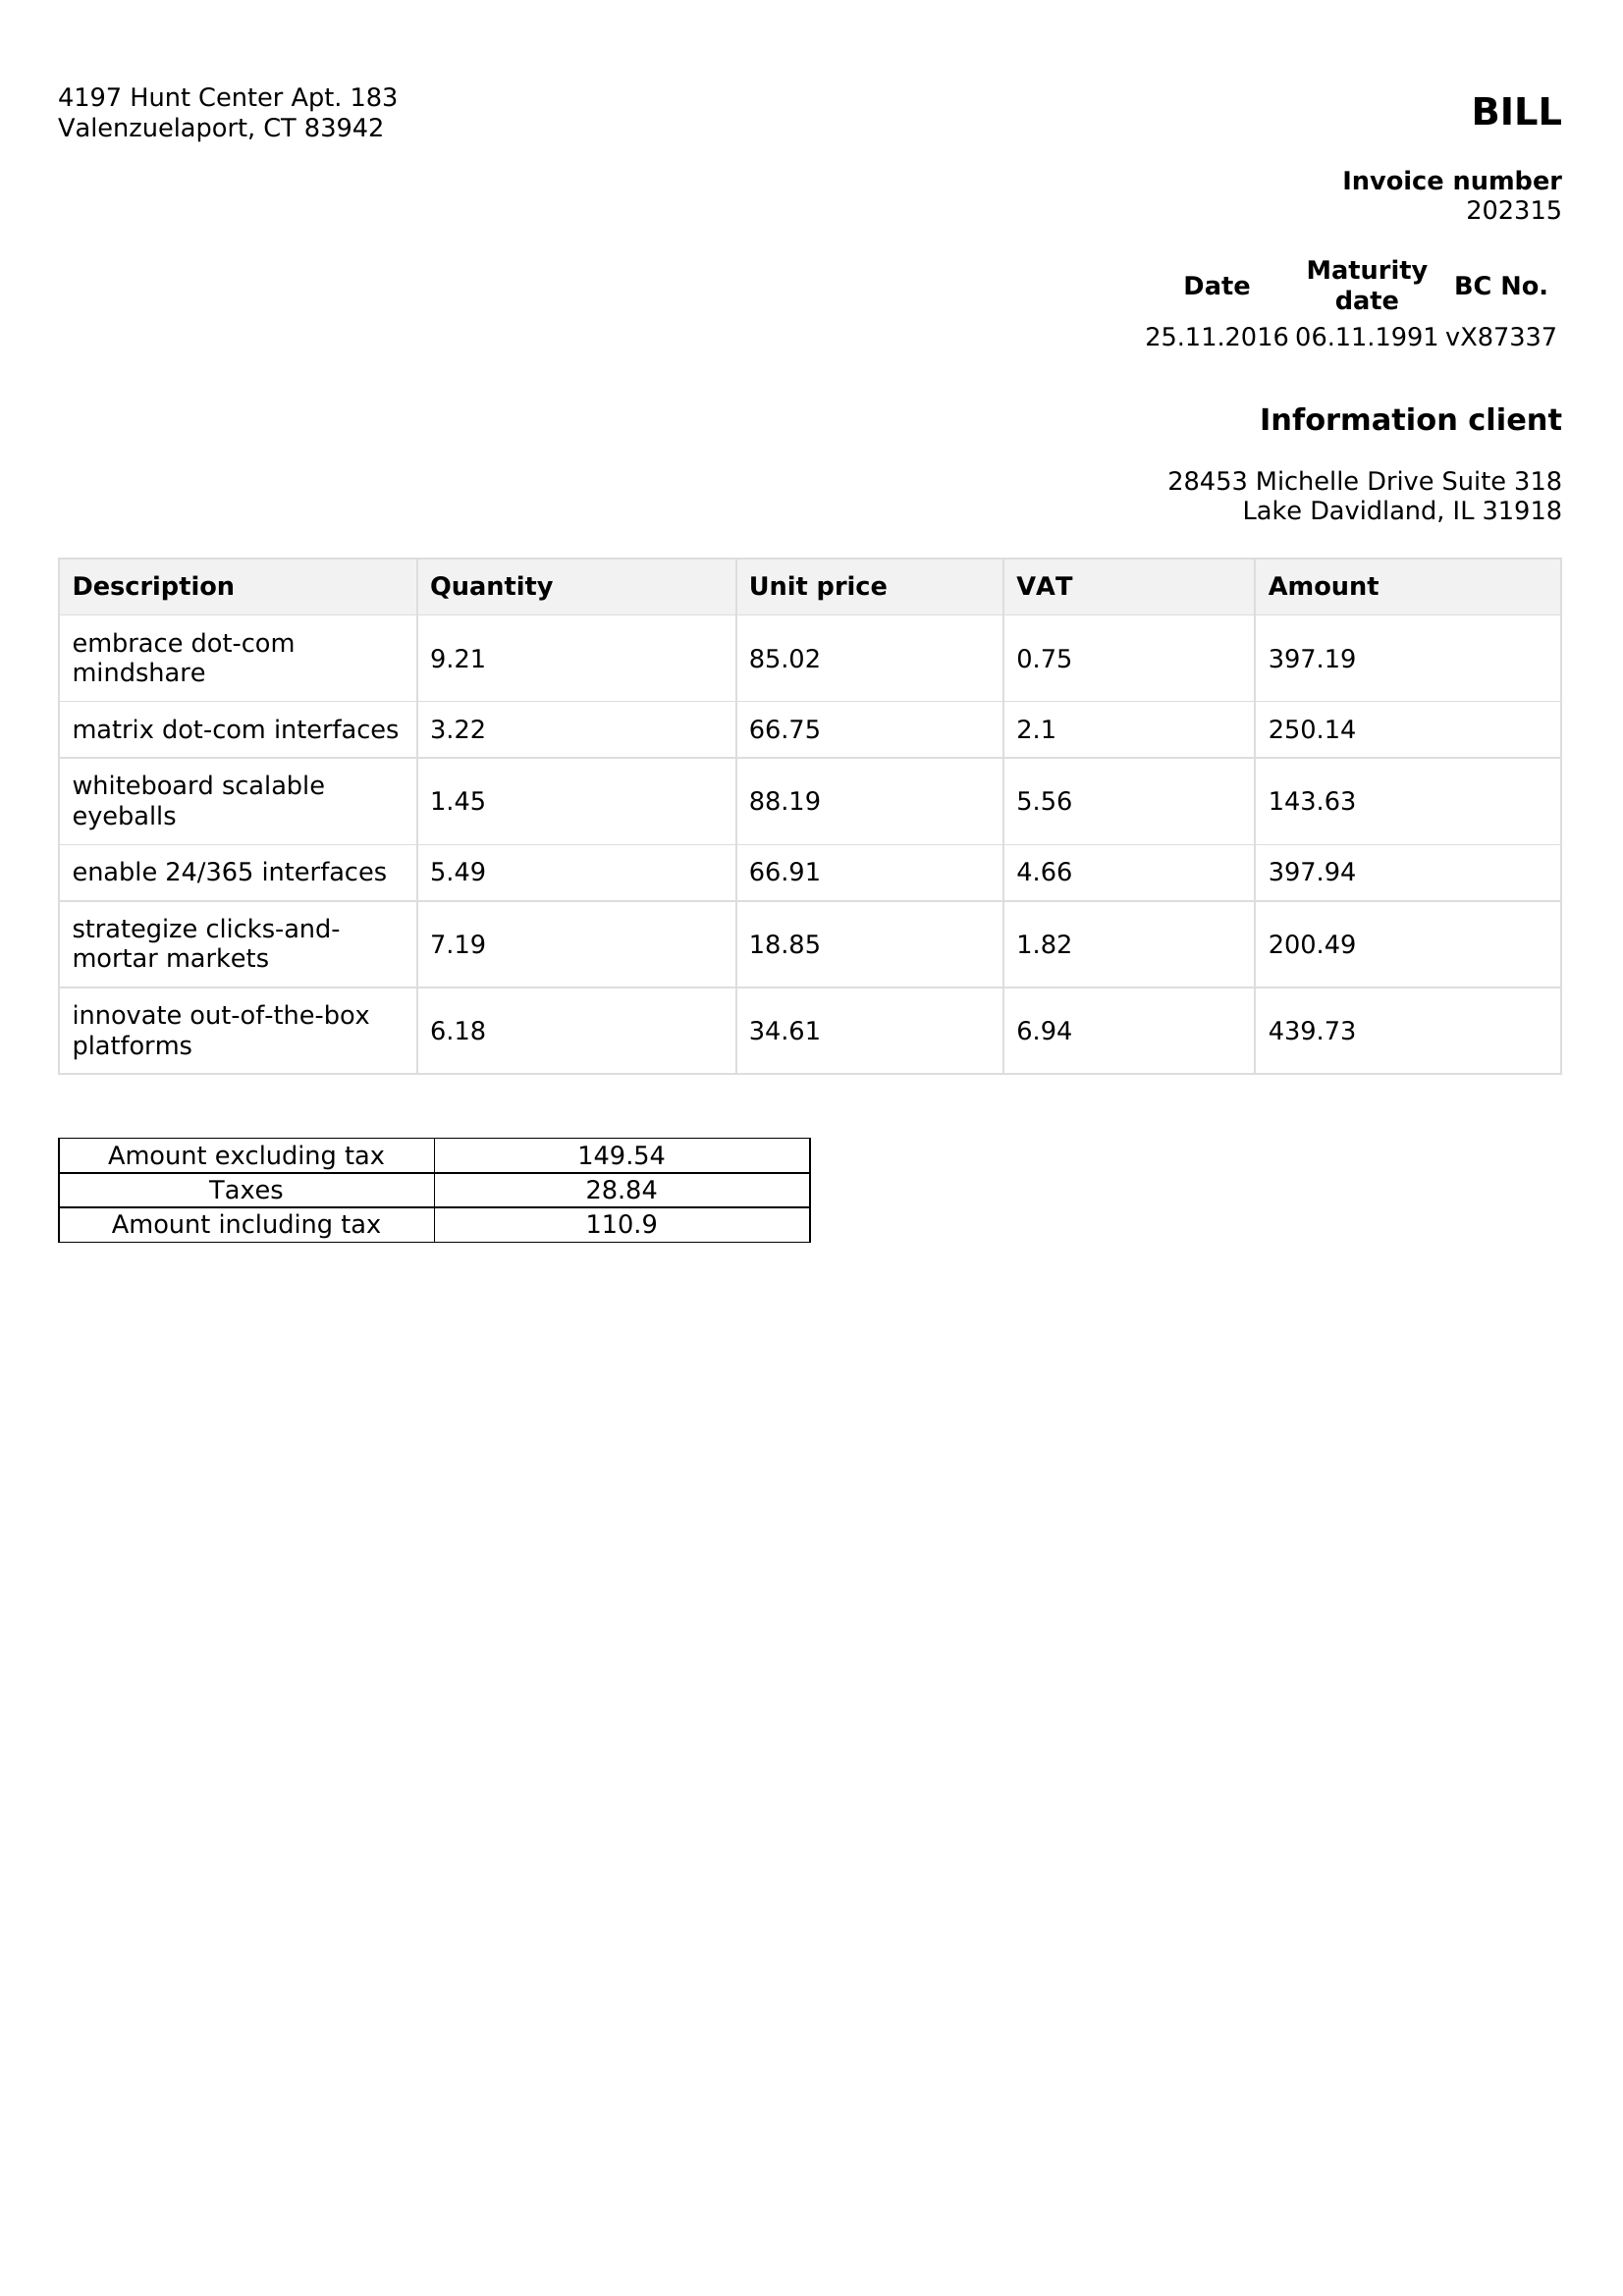 4197 Hunt Center Apt. 183
Valenzuelaport, CT 83942
BILL
Invoice number
202315
Date Maturity date BC No.
25.11.2016 06.11.1991 vX87337
Information client
28453 Michelle Drive Suite 318
Lake Davidland, IL 31918
Description Quantity Unit price VAT Amount
embrace dot-com
mindshare 9.21 85.02 0.75 397.19
matrix dot-com interfaces 3.22 66.75 2.1 250.14
whiteboard scalable
eyeballs 1.45 88.19 5.56 143.63
enable 24/365 interfaces 5.49 66.91 4.66 397.94
strategize clicks-and-
mortar markets 7.19 18.85 1.82 200.49
innovate out-of-the-box
platforms 6.18 34.61 6.94 439.73
Amount excluding tax 149.54
Taxes 28.84
Amount including tax 110.9